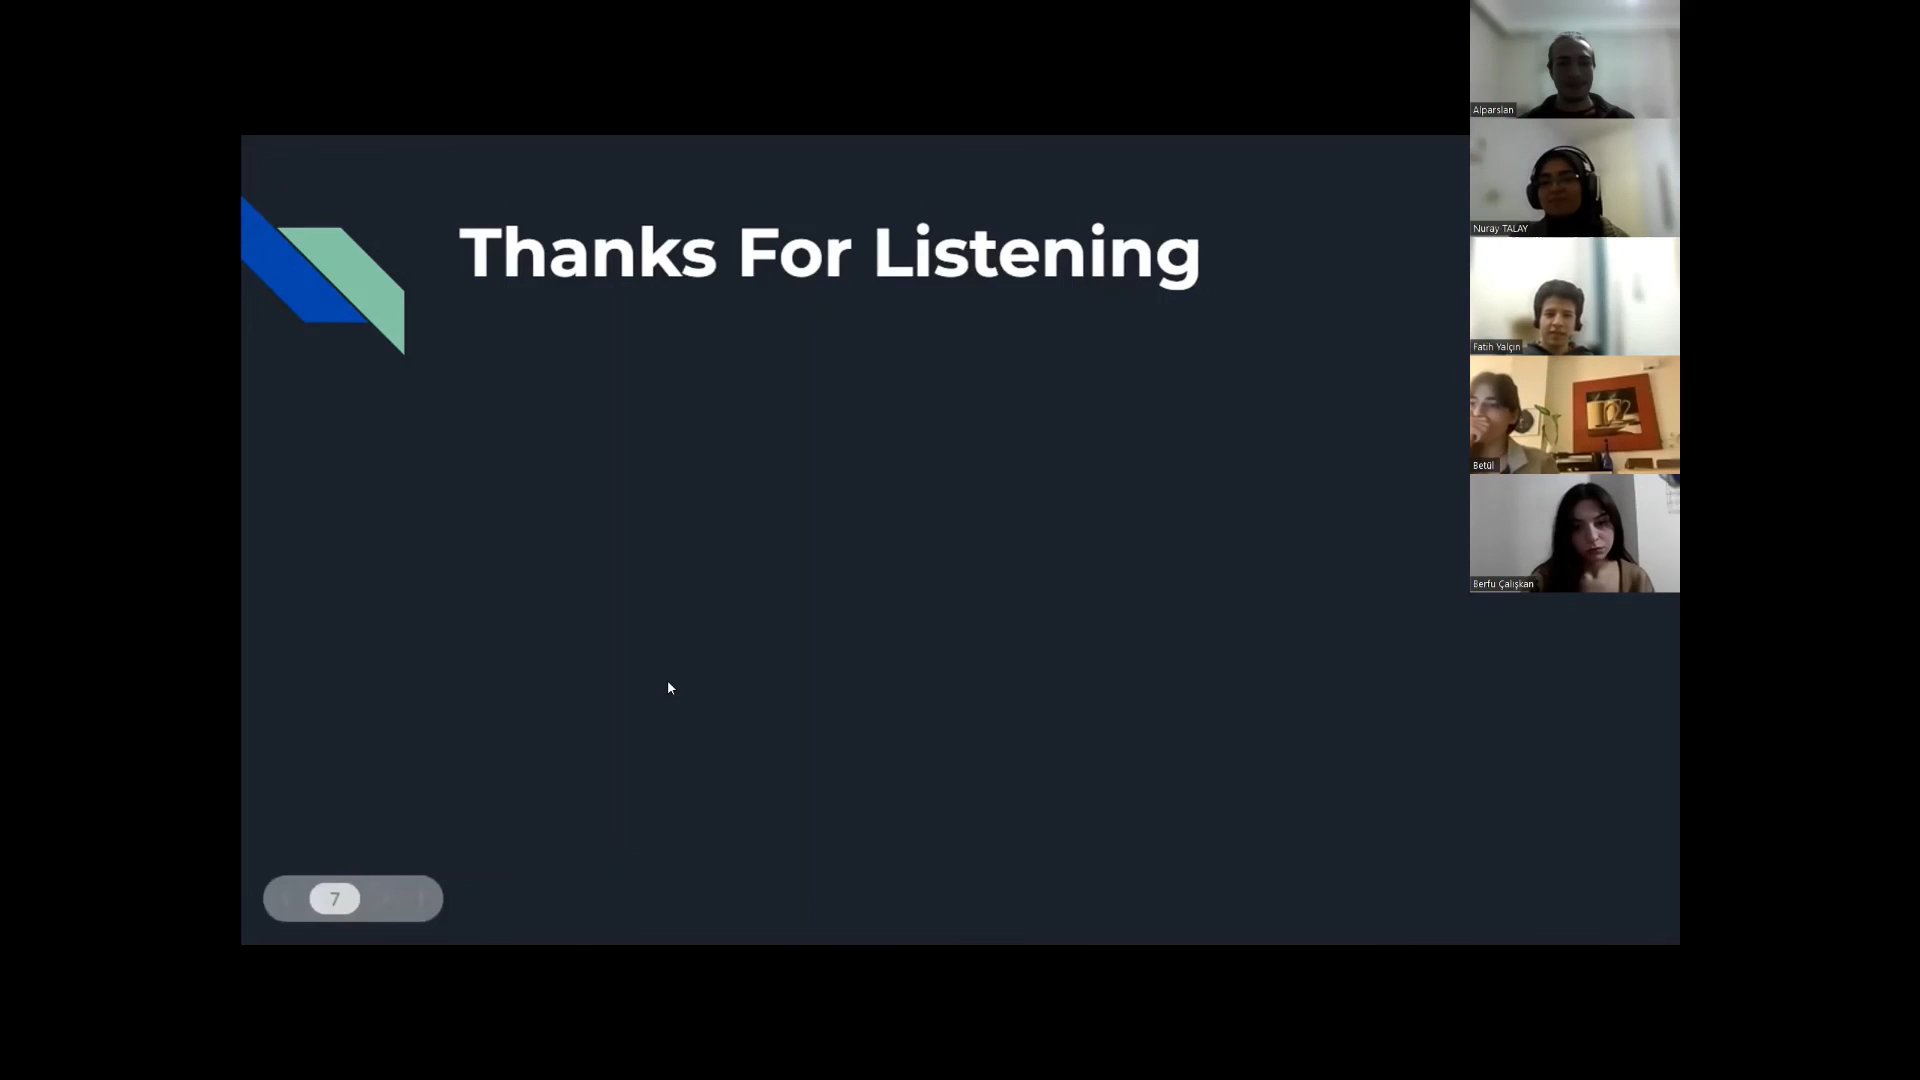 Thanks For Listening
7
Alparslan
Nuray TALAY
Fatih Yalçın
Betül
Berfu Çalışkan